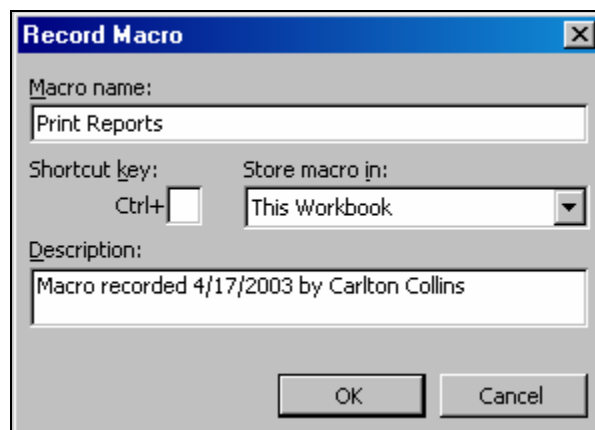 Record Macro
Macro name:
Print Reports
Shortcut key: Store macro in:
Ctrl+ This Workbook
Description:
Macro recorded 4/17/2003 by Carlton Collins
OK Cancel